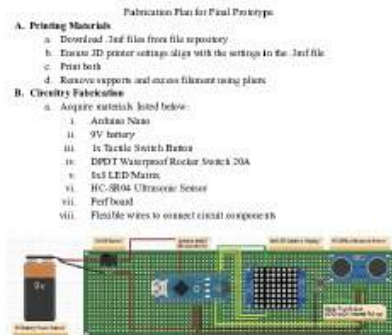 Fabrication Plan for Final Prototype
A. Printing Materials
a. Download .3mf files from file repository
b. Ensure 3D printer settings align with the settings in the .3mf file
c. Print both
d. Remove supports and excess filament using pliers
B. Circuitry Fabrication
a. Acquire materials listed below:
i. Arduino Nano
ii. 9V battery
iii. 1x Tactile Switch Button
iv. DPDT Waterproof Rocker Switch 20A
v. 8x8 LED Matrix
vi. HC-SR04 Ultrasonic Sensor
vii. Perf board
viii. Flexible wires to connect circuit components
9v